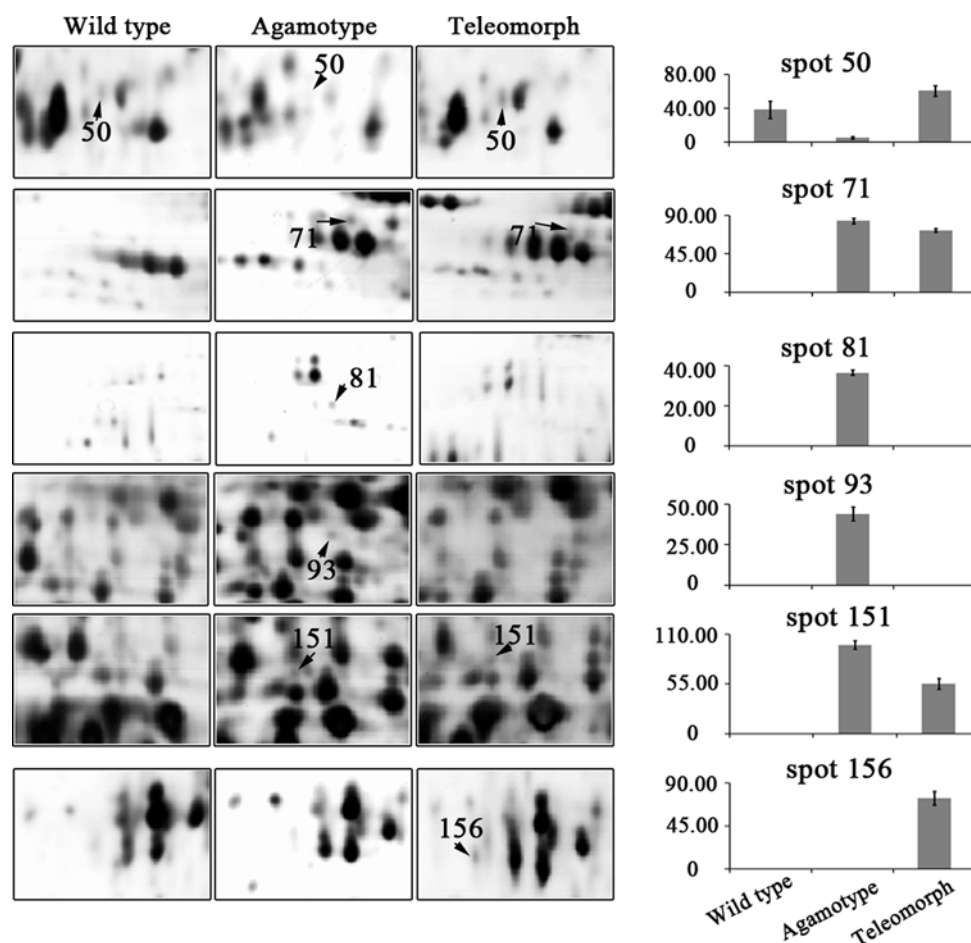 Wild type Agamotype Teleomorph
50 50 50
spot 50
80.00
40.00
0
71 71
spot 71
90.00
45.00
0
81
spot 81
40.00
20.00
0
93
spot 93
50.00
25.00
0
151 151
spot 151
110.00
55.00
0
156
spot 156
90.00
45.00
0
Wild type Agamotype Teleomorph